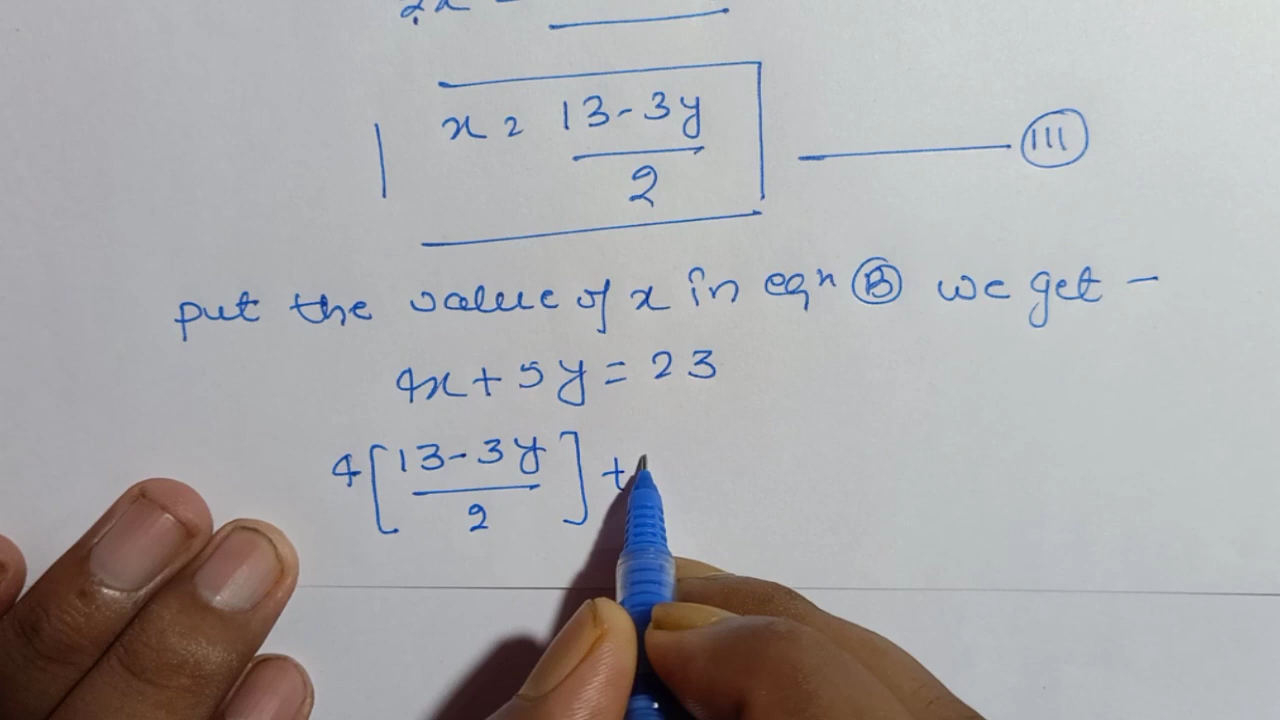 x = 13-3y/2 III
put the value of x in eqn B we get -
4x+5y=23
4[13-3y/2]+